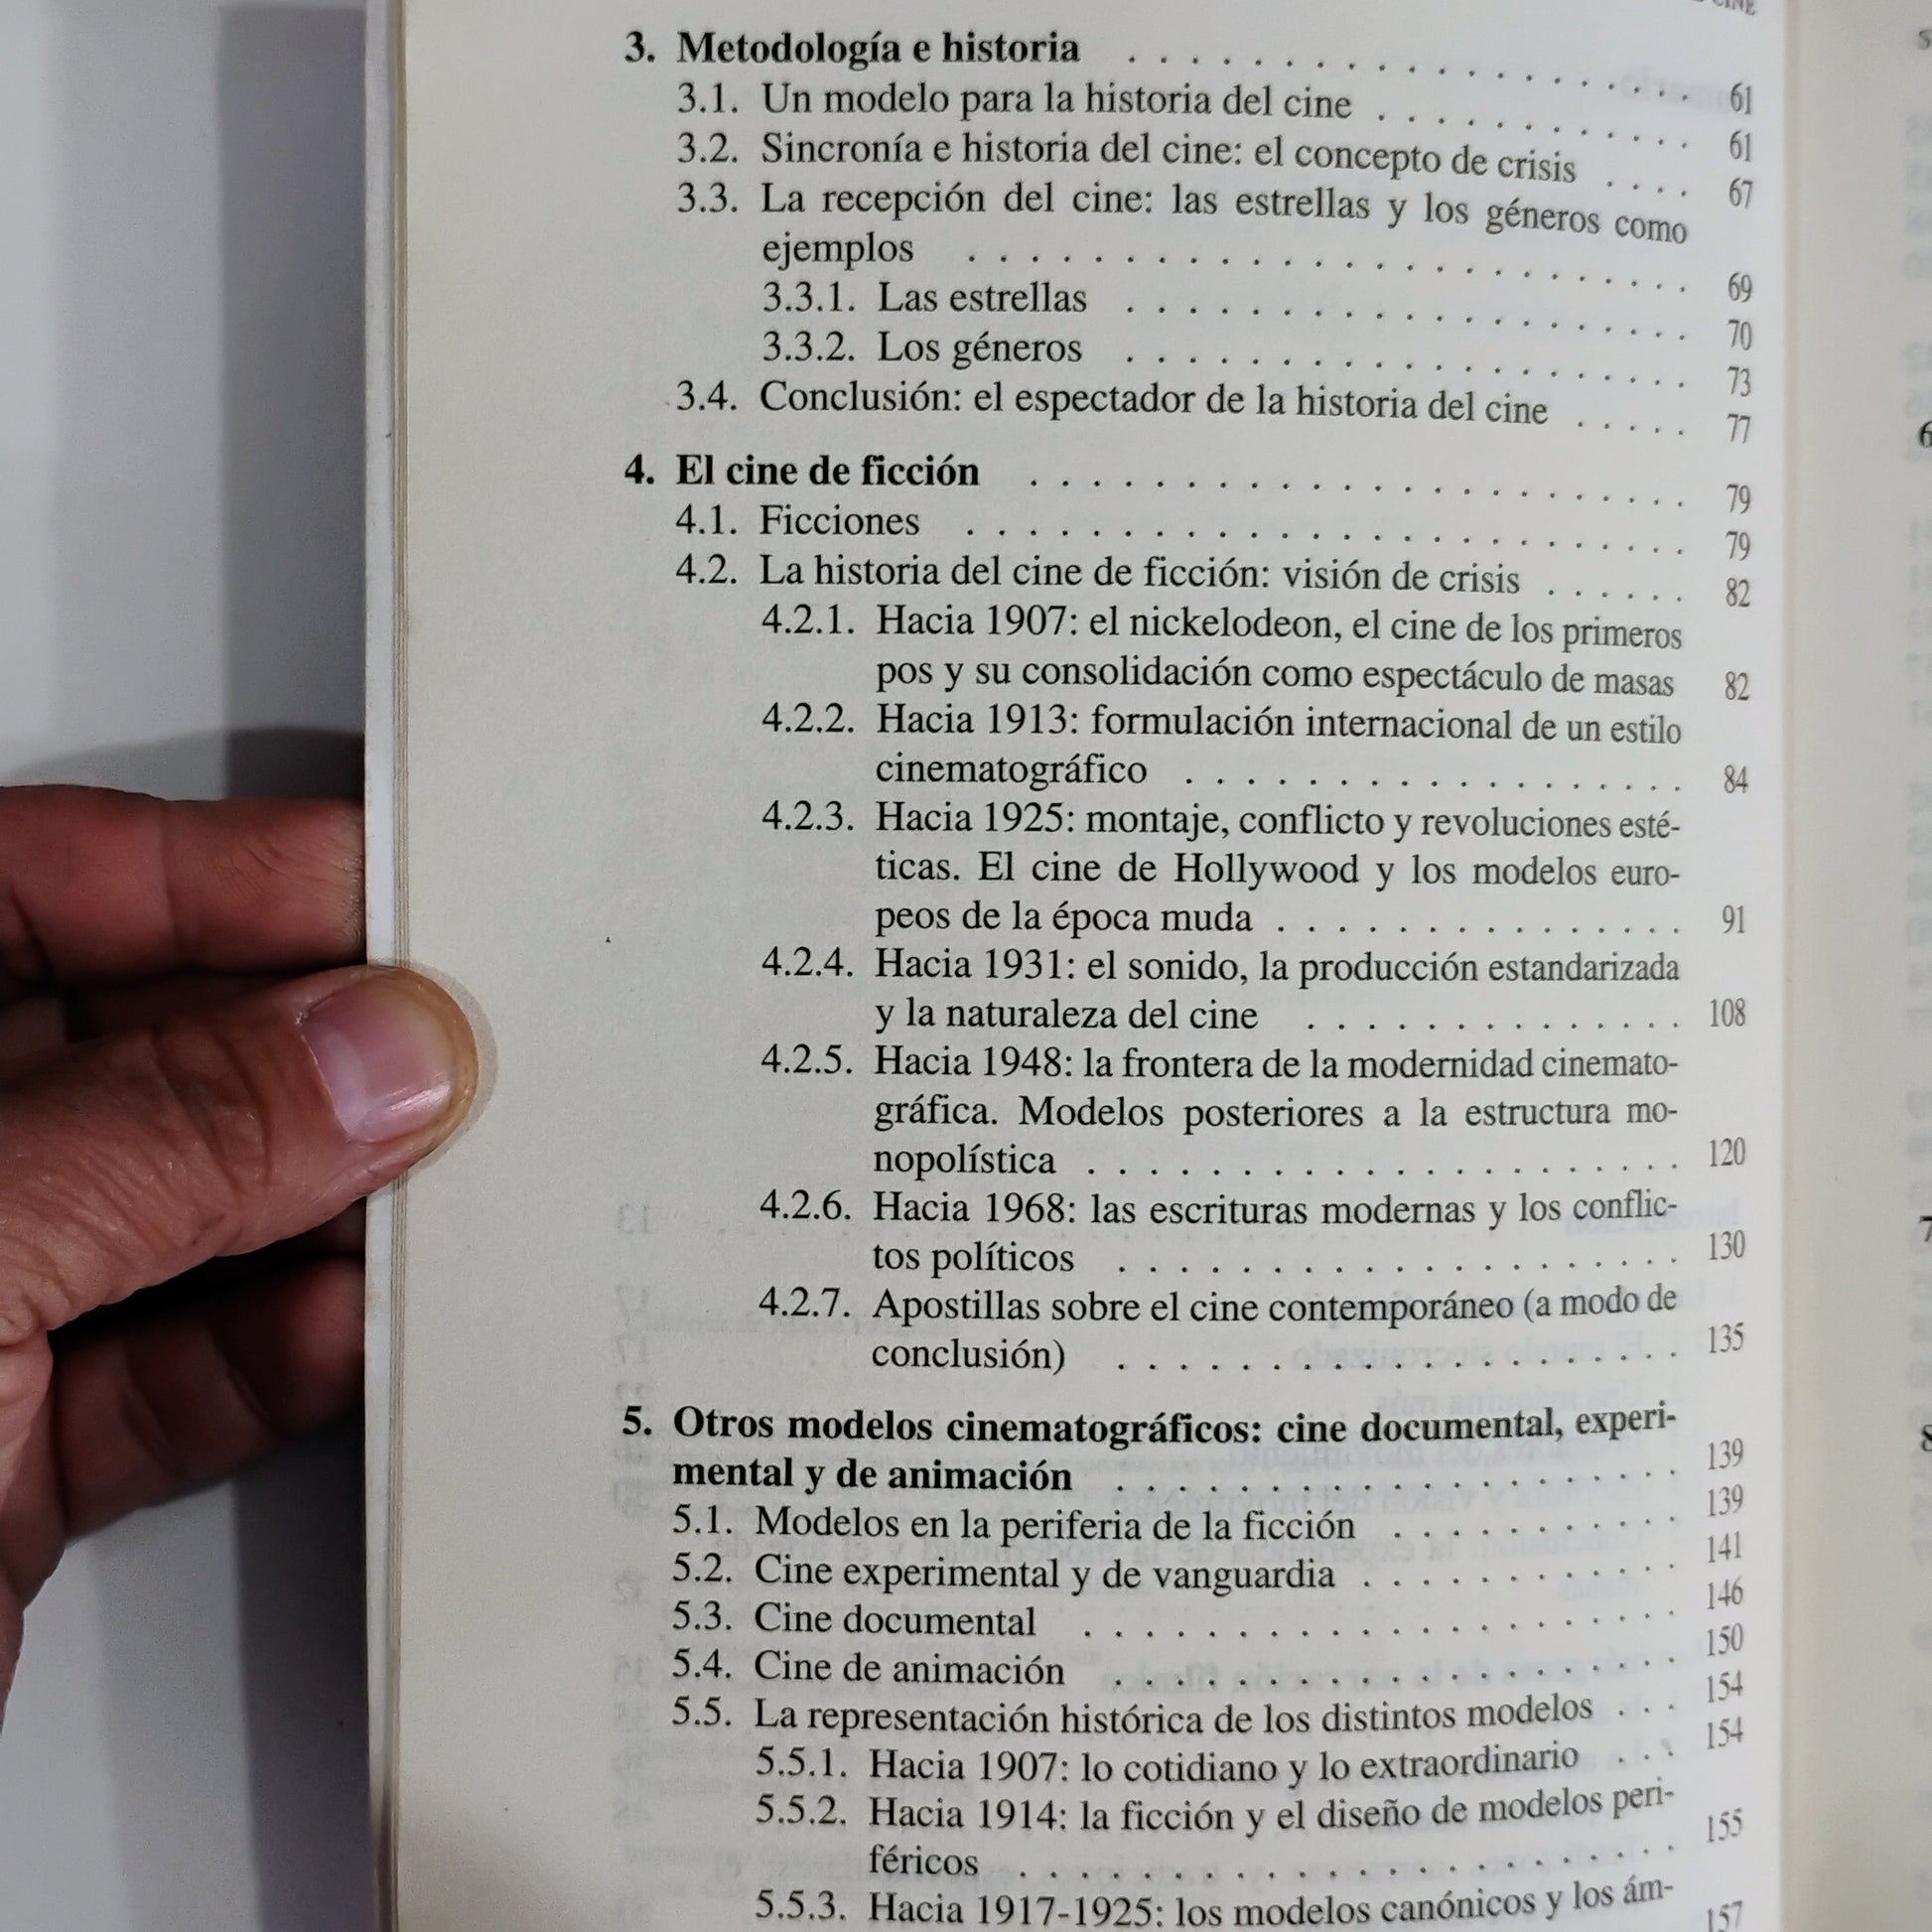 CINE
3. Metodología e historia . . . . . . . . . . . . . . . . . . 61
3.1. Un modelo para la historia del cine . . . . . . . . . . . 61
3.2. Sincronía e historia del cine: el concepto de crisis . . . . 67
3.3. La recepción del cine: las estrellas y los géneros como
ejemplos . . . . . . . . . . . . . . . . . . . . . . . 69
3.3.1. Las estrellas . . . . . . . . . . . . . . . . . . 70
3.3.2. Los géneros . . . . . . . . . . . . . . . . . . 73
3.4. Conclusión: el espectador de la historia del cine . . . . . 77
4. El cine de ficción . . . . . . . . . . . . . . . . . . . . . 79
4.1. Ficciones . . . . . . . . . . . . . . . . . . . . . . . 79
4.2. La historia del cine de ficción: visión de crisis . . . . . . 82
4.2.1. Hacia 1907: el nickelodeon, el cine de los primeros
pos y su consolidación como espectáculo de masas 82
4.2.2. Hacia 1913: formulación internacional de un estilo
cinematográfico . . . . . . . . . . . . . . . . . 84
4.2.3. Hacia 1925: montaje, conflicto y revoluciones esté-
ticas. El cine de Hollywood y los modelos euro-
peos de la época muda . . . . . . . . . . . . . . 91
4.2.4. Hacia 1931: el sonido, la producción estandarizada
y la naturaleza del cine . . . . . . . . . . . . . 108
4.2.5. Hacia 1948: la frontera de la modernidad cinemato-
gráfica. Modelos posteriores a la estructura mo-
nopolística . . . . . . . . . . . . . . . . . . . . 120
4.2.6. Hacia 1968: las escrituras modernas y los conflic-
tos políticos . . . . . . . . . . . . . . . . . . . 130
4.2.7. Apostillas sobre el cine contemporáneo (a modo de
conclusión) . . . . . . . . . . . . . . . . . . . 135
5. Otros modelos cinematográficos: cine documental, experi-
mental y de animación . . . . . . . . . . . . . . . . . . . 139
5.1. Modelos en la periferia de la ficción . . . . . . . . . . 139
5.2. Cine experimental y de vanguardia . . . . . . . . . . . 141
5.3. Cine documental . . . . . . . . . . . . . . . . . . . . 146
5.4. Cine de animación . . . . . . . . . . . . . . . . . . . 150
5.5. La representación histórica de los distintos modelos . . . 154
5.5.1. Hacia 1907: lo cotidiano y lo extraordinario . . . 154
5.5.2. Hacia 1914: la ficción y el diseño de modelos peri-
féricos . . . . . . . . . . . . . . . . . . . . . . 155
5.5.3. Hacia 1917-1925: los modelos canónicos y los ám-
157